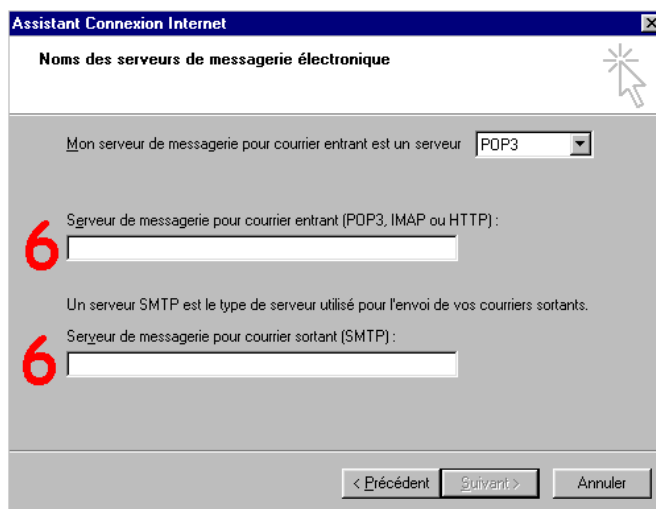 Assistant Connexion Internet
Noms des serveurs de messagerie électronique
Mon serveur de messagerie pour courrier entrant est un serveur POP3
Serveur de messagerie pour courrier entrant (POP3, IMAP ou HTTP) :
6
Un serveur SMTP est le type de serveur utilisé pour l'envoi de vos courriers sortants.
Serveur de messagerie pour courrier sortant (SMTP) :
6
< Précédent Suivant > Annuler